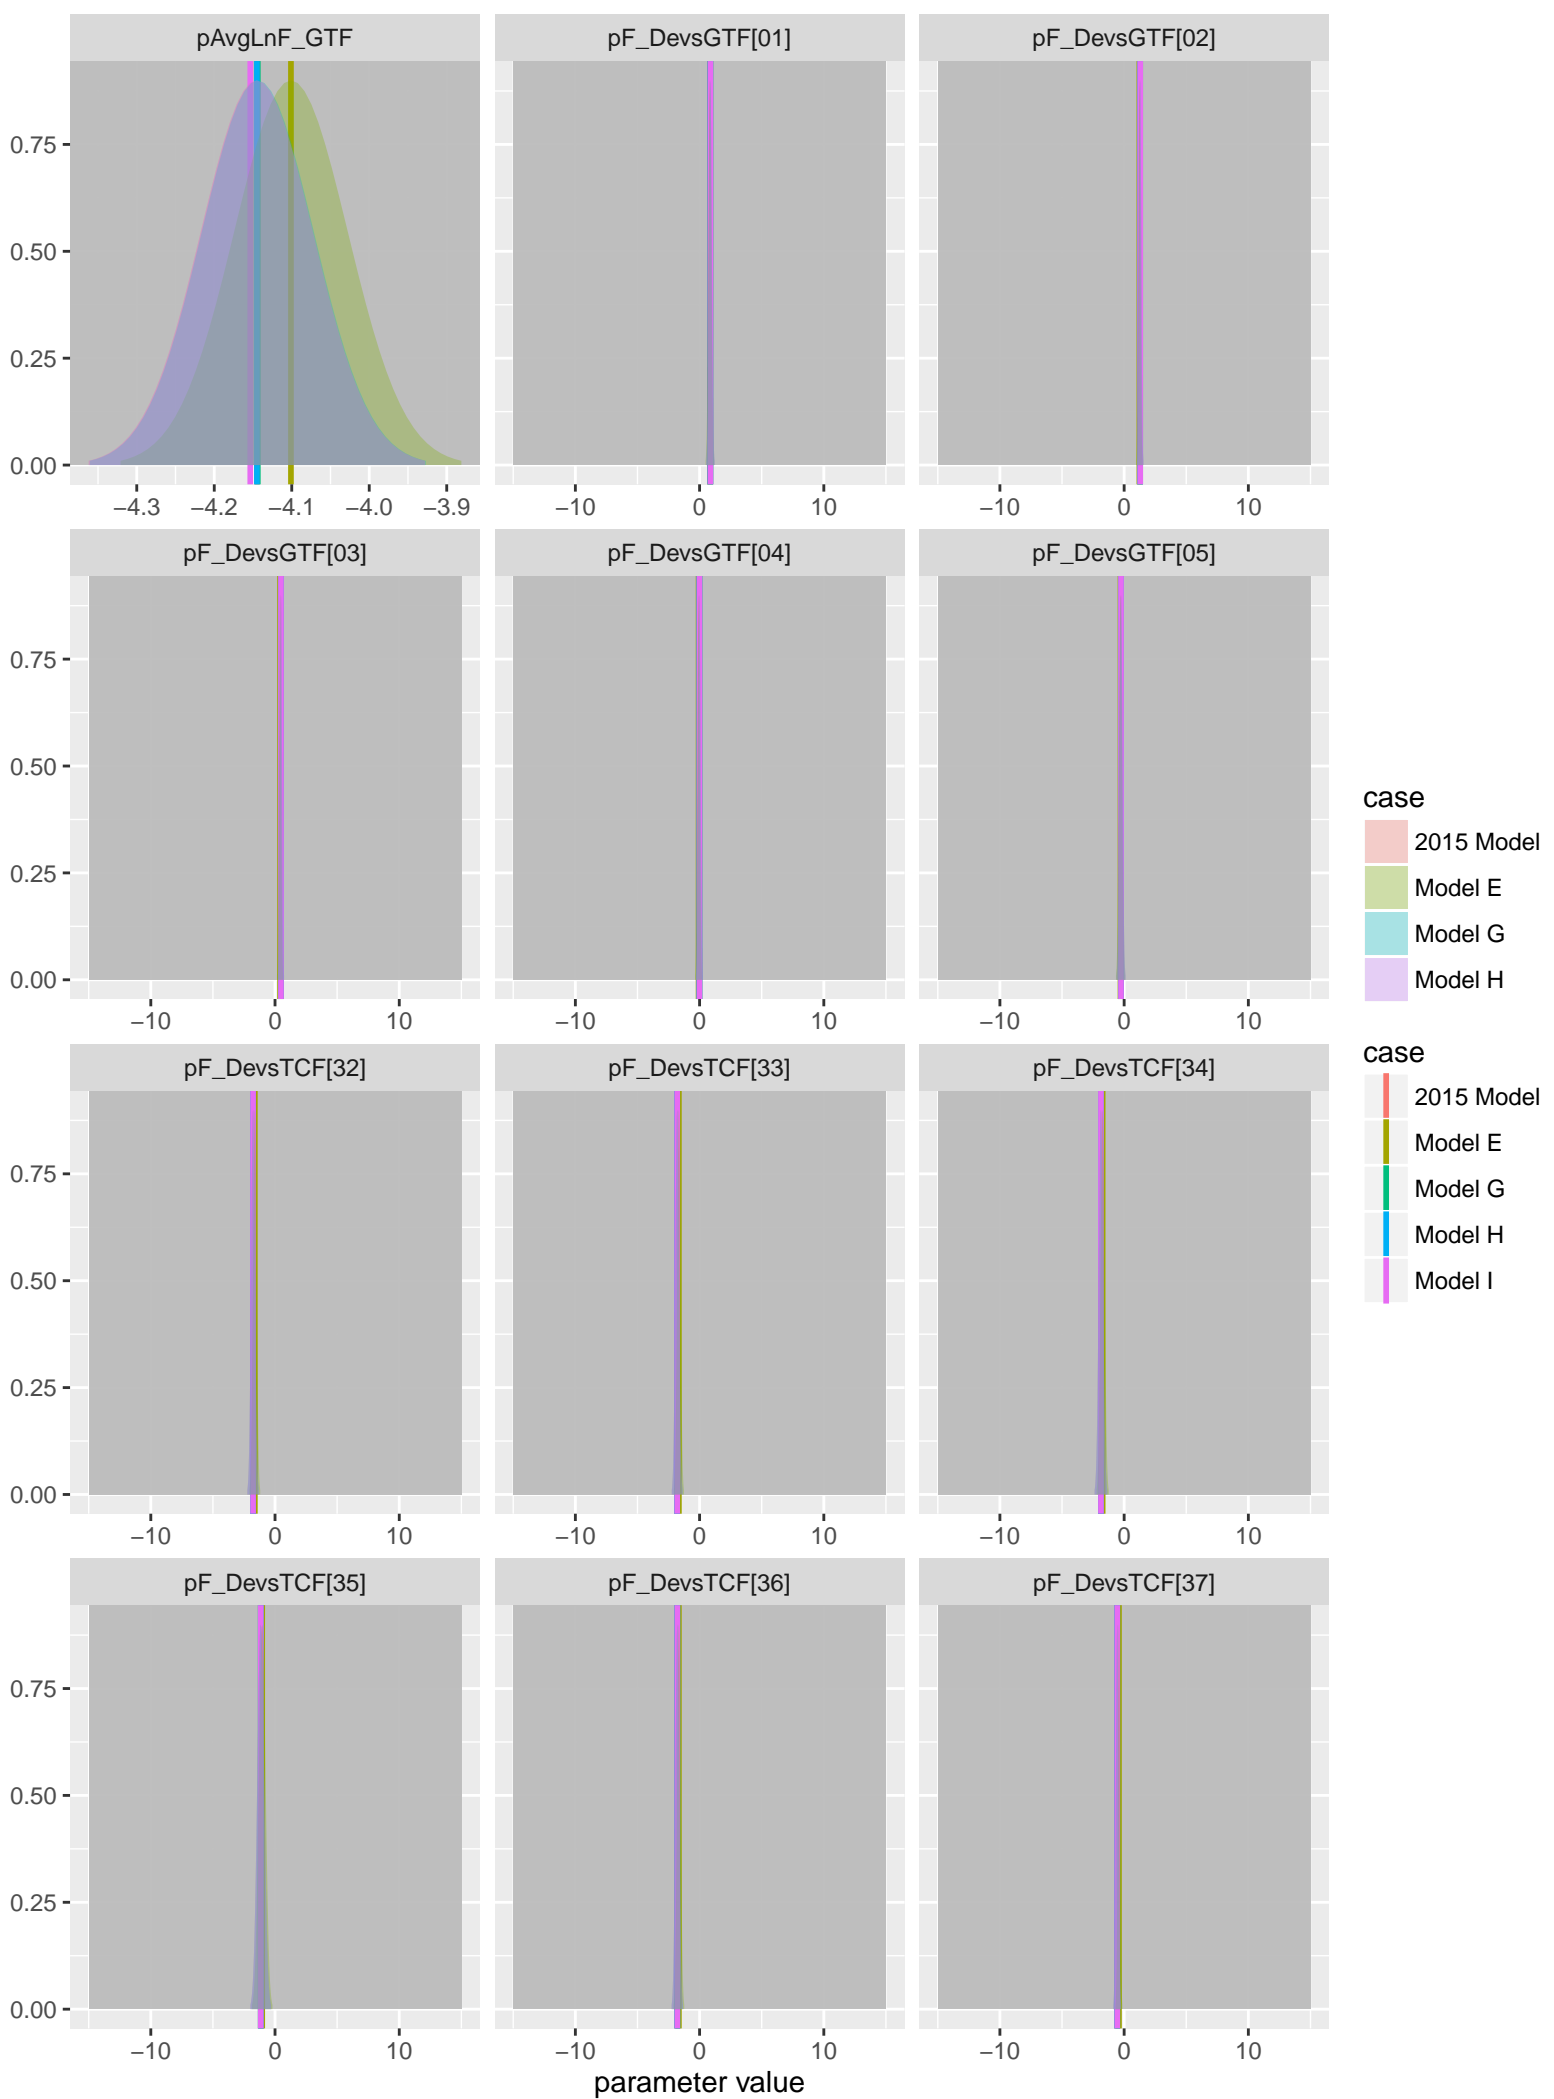 pAvgLnF_GTF pF_DevsGTF[01] pF_DevsGTF[02]
0.75
0.50
0.25
0.00
−4.3 −4.2 −4.1 −4.0 −3.9 −10 0 10 −10 0 10
pF_DevsGTF[03] pF_DevsGTF[04] pF_DevsGTF[05]
0.75
0.50
0.25
0.00
−10 0 10 −10 0 10 −10 0 10
pF_DevsTCF[32] pF_DevsTCF[33] pF_DevsTCF[34]
0.75
0.50
0.25
0.00
−10 0 10 −10 0 10 −10 0 10
pF_DevsTCF[35] pF_DevsTCF[36] pF_DevsTCF[37]
0.75
0.50
0.25
0.00
−10 0 10 −10 0 10 −10 0 10
parameter value
case
2015 Model
Model E
Model G
Model H
case
2015 Model
Model E
Model G
Model H
Model I